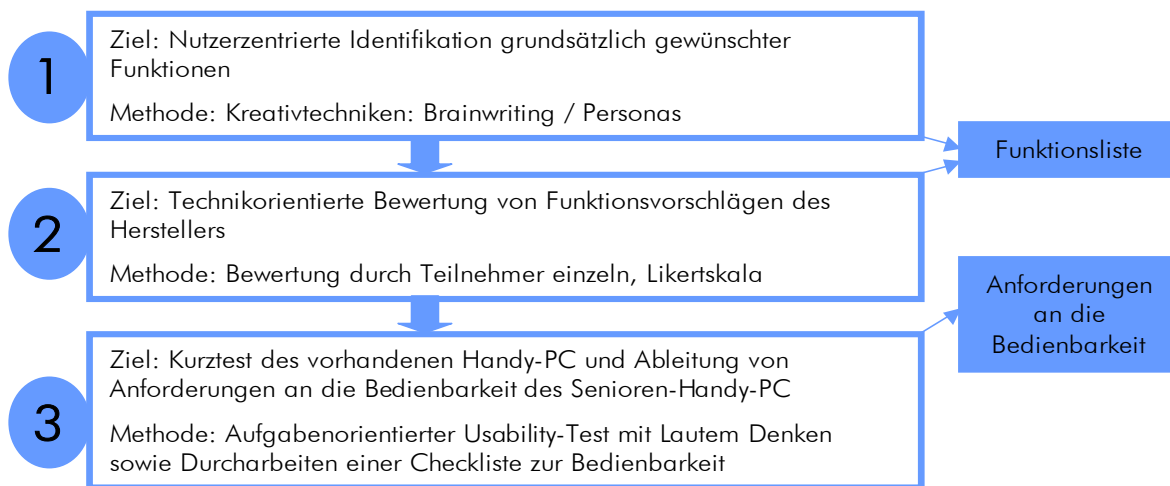 1
Ziel: Nutzerzentrierte Identifikation grundsätzlich gewünschter
Funktionen
Methode: Kreativtechniken: Brainwriting / Personas
Funktionsliste
2
Ziel: Technikorientierte Bewertung von Funktionsvorschlägen des
Herstellers
Methode: Bewertung durch Teilnehmer einzeln, Likertskala
Anforderungen
an die
Bedienbarkeit
3
Ziel: Kurztest des vorhandenen Handy-PC und Ableitung von
Anforderungen an die Bedienbarkeit des Senioren-Handy-PC
Methode: Aufgabenorientierter Usability-Test mit Lautem Denken
sowie Durcharbeiten einer Checkliste zur Bedienbarkeit